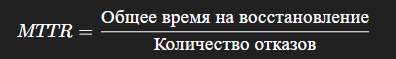 Общее время на восстановление
MTTR =
Количество отказов